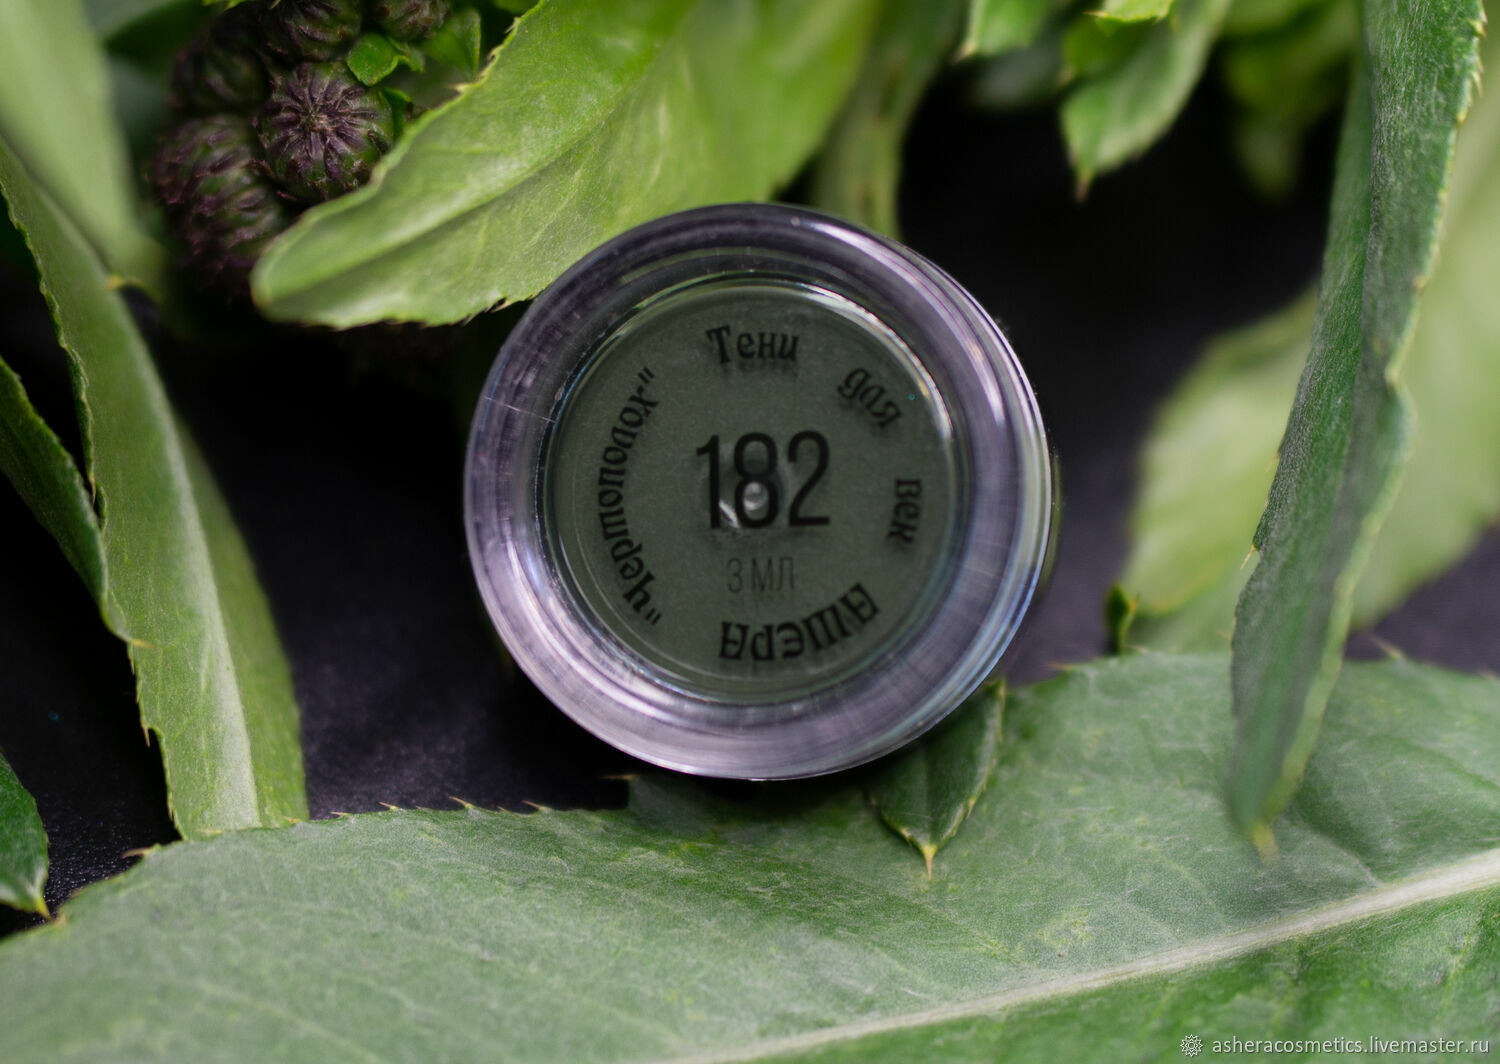 Тени для век АШЕРА "Чертополох"
182
3 МЛ
asheracosmetics.livemaster.ru